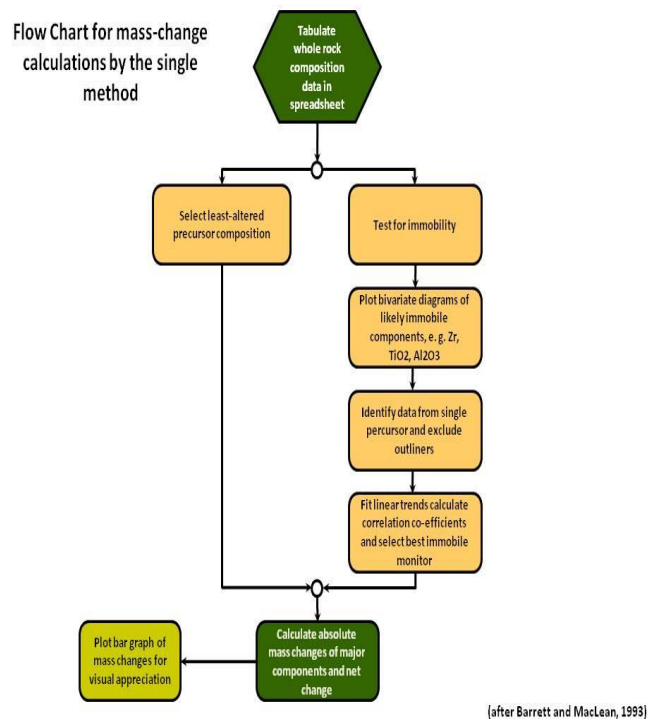 Flow Chart for mass-change
calculations by the single
method
Tabulate
whole rock
composition
data in
spreadsheet
Select least-altered
precursor composition
Test for immobility
Plot bivariate diagrams of
likely immobile
components, e. g. Zr,
TiO2, Al2O3
Identify data from single
percursor and exclude
outliners
Fit linear trends calculate
correlation co-efficients
and select best immobile
monitor
Plot bar graph of
mass changes for
visual appreciation
Calculate absolute
mass changes of major
components and net
change
(after Barrett and MacLean, 1993)